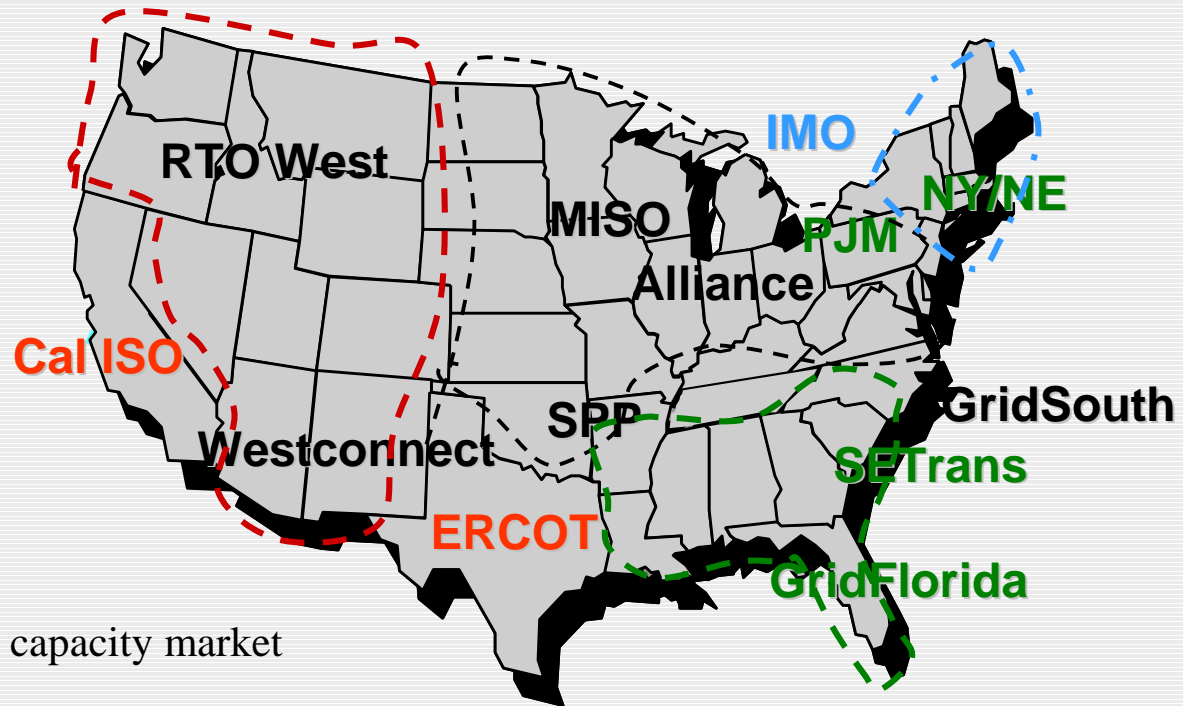 IMO
RTO West
NY/NE
MISO
PJM
Alliance
Cal ISO
GridSouth
SPP
Westconnect
SETrans
ERCOT
GridFlorida
capacity market